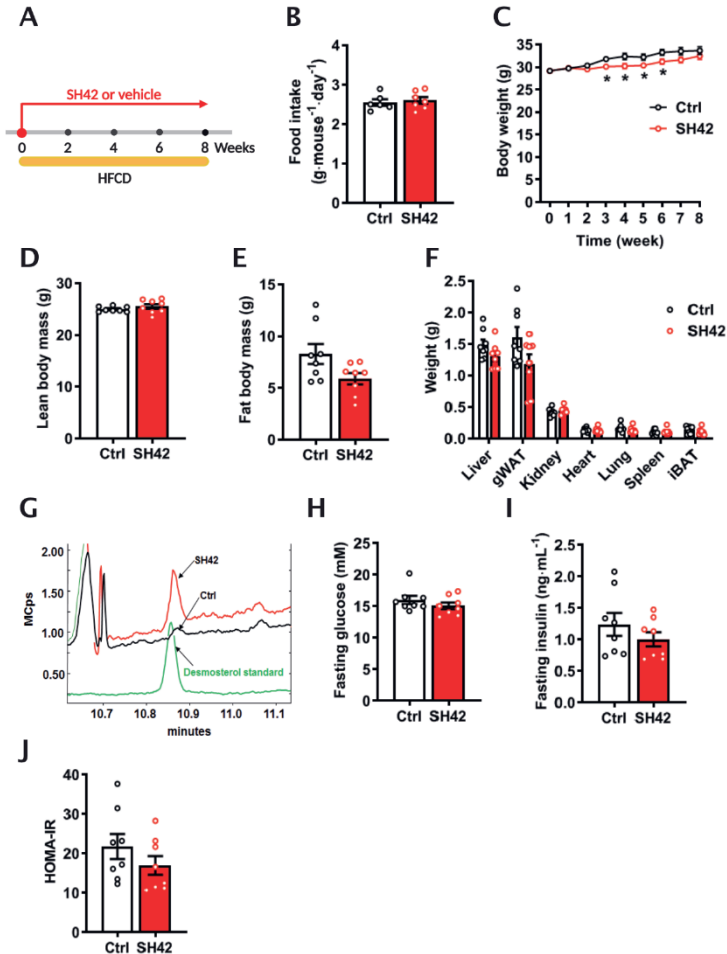 A
SH42 or vehicle
0 2 4 6 8 Weeks
HFCD
B
Food intake
(g·mouse⁻¹·day⁻¹)
4
3
2
1
0
Ctrl SH42
C
Body weight (g)
35
30
25
20
15
10
5
0
* * * *
Ctrl
SH42
0 1 2 3 4 5 6 7 8
Time (week)
D
Lean body mass (g)
30
20
10
0
Ctrl SH42
E
Fat body mass (g)
15
10
5
0
Ctrl SH42
F
Weight (g)
2.5
2.0
1.5
1.0
0.5
0.0
Ctrl
SH42
Liver gWAT Kidney Heart Lung Spleen iBAT
G
MCps
2.00
1.50
1.00
0.50
SH42
Ctrl
Desmosterol standard
10.7 10.8 10.9 11.0 11.1
minutes
H
Fasting glucose (mM)
25
20
15
10
5
0
Ctrl SH42
I
Fasting insulin (ng·mL⁻¹)
2.5
2.0
1.5
1.0
0.5
0.0
Ctrl SH42
J
HOMA-IR
40
30
20
10
0
Ctrl SH42